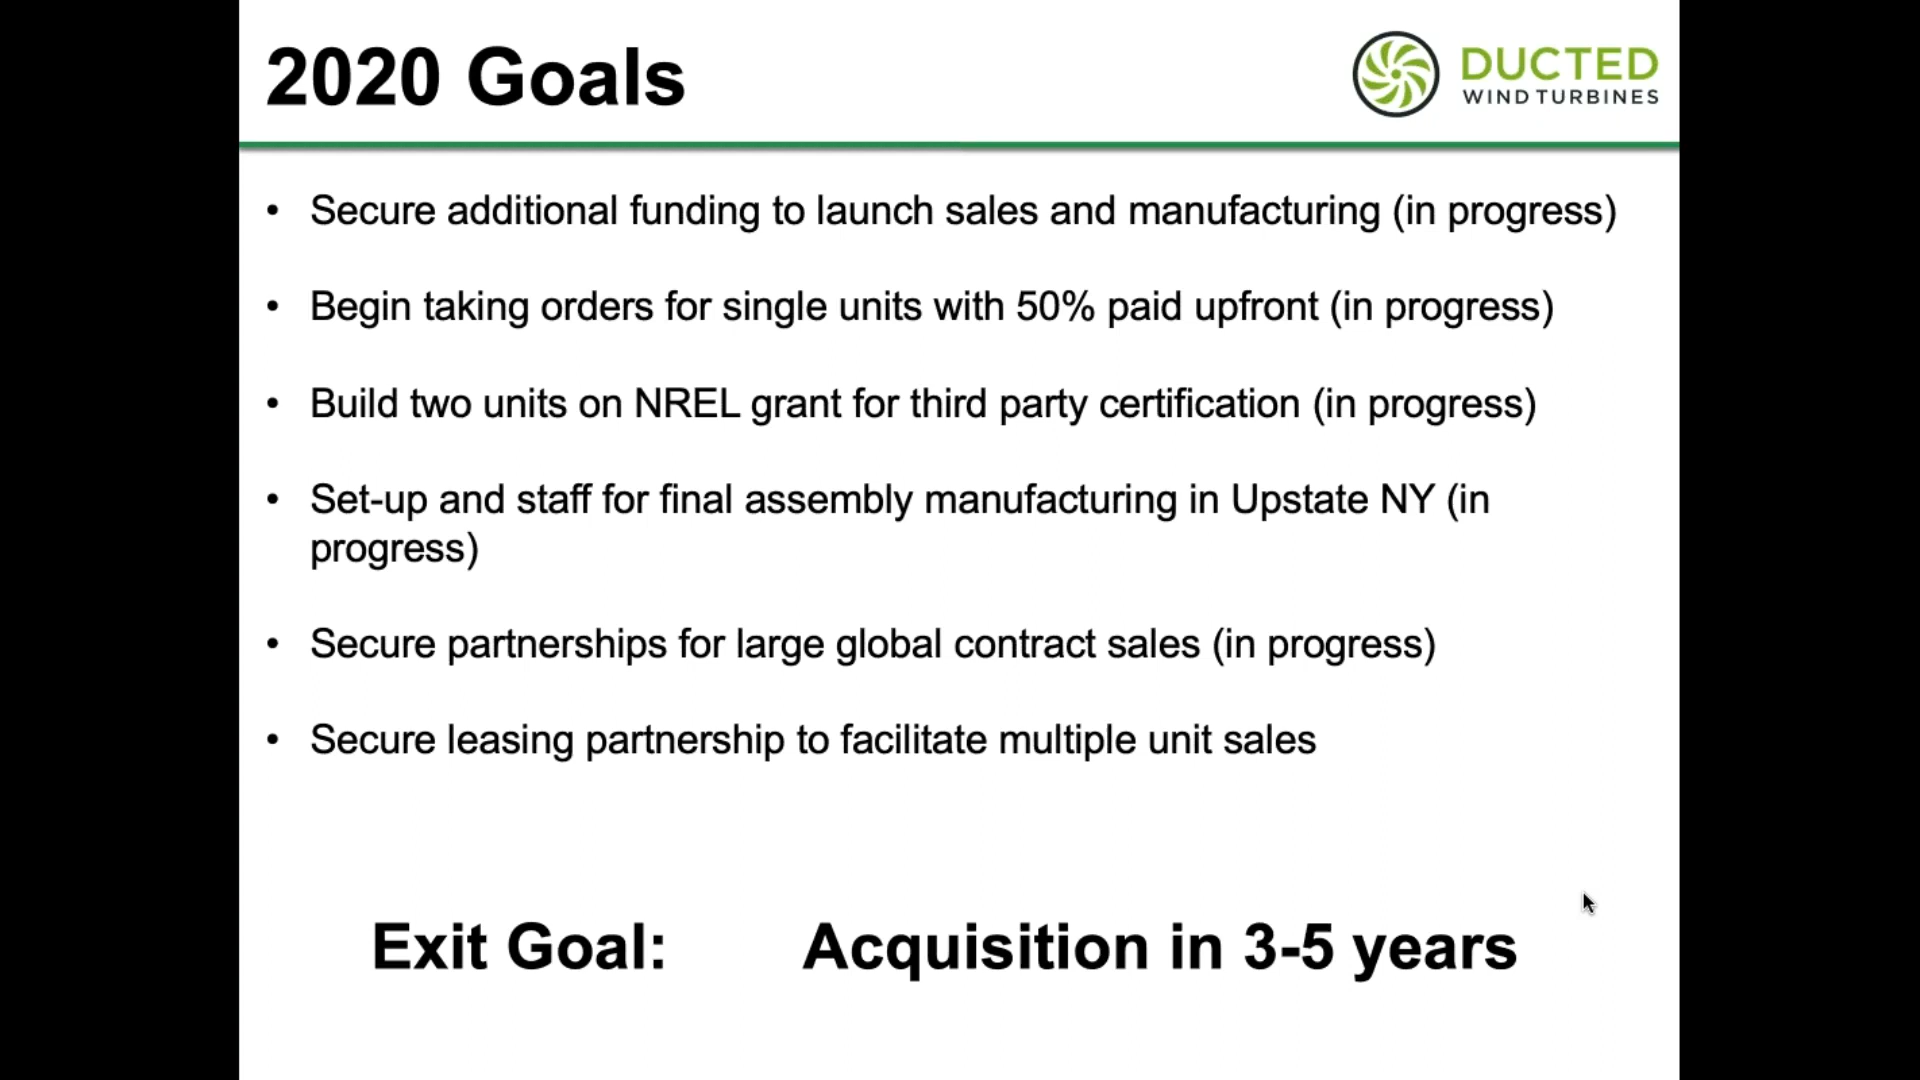 2020 Goals
DUCTED
WIND TURBINES
• Secure additional funding to launch sales and manufacturing (in progress)
• Begin taking orders for single units with 50% paid upfront (in progress)
• Build two units on NREL grant for third party certification (in progress)
• Set-up and staff for final assembly manufacturing in Upstate NY (in
progress)
• Secure partnerships for large global contract sales (in progress)
• Secure leasing partnership to facilitate multiple unit sales
Exit Goal: Acquisition in 3-5 years